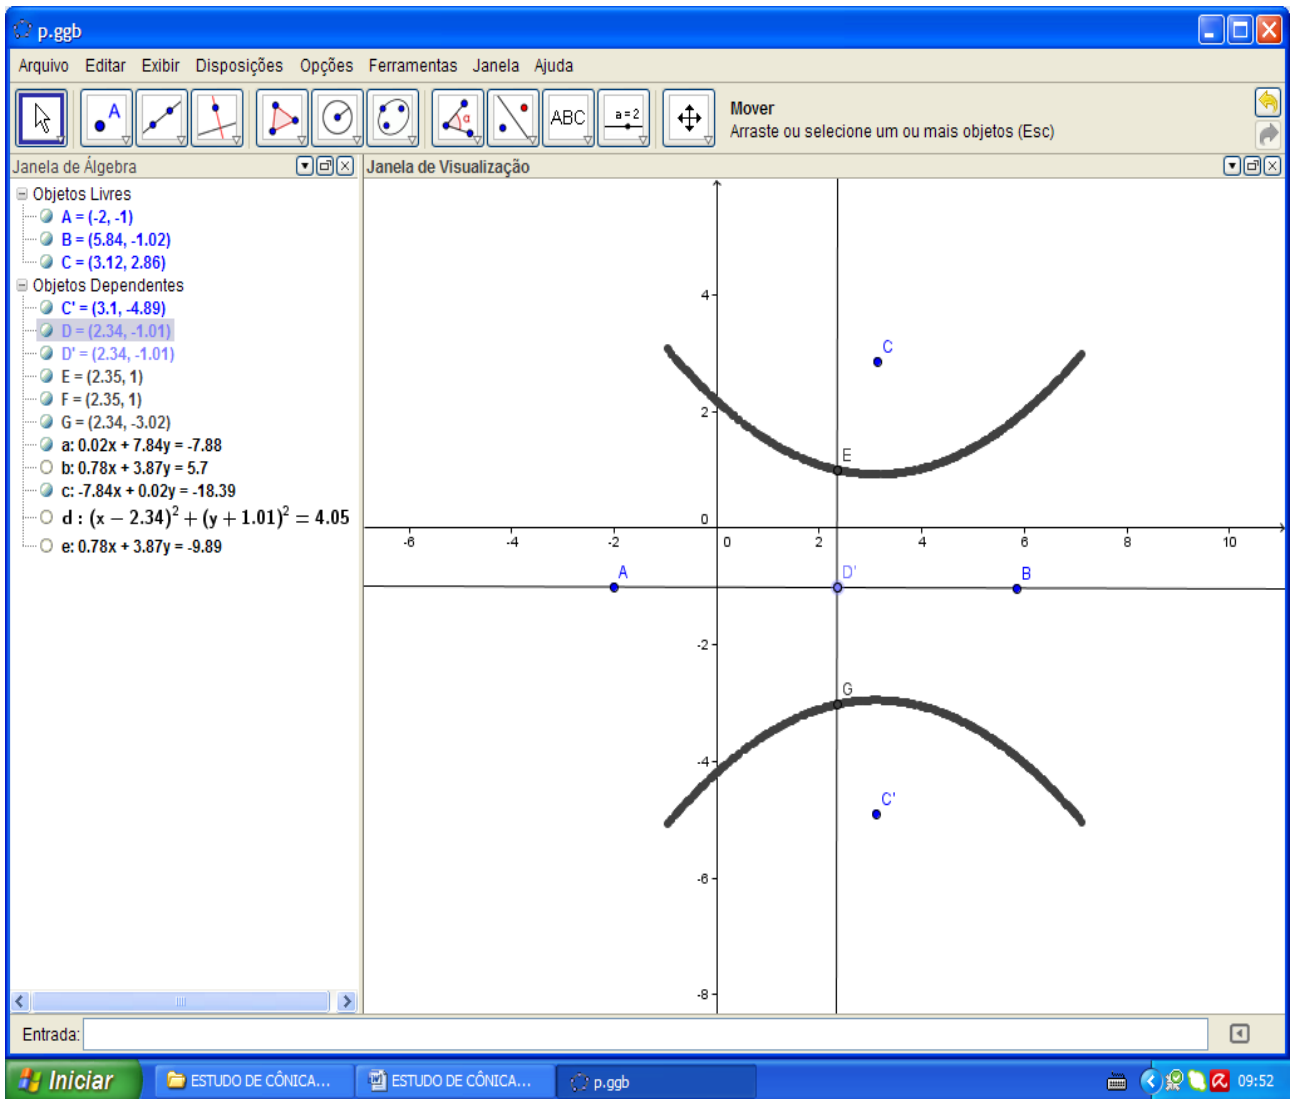 p.ggb
Arquivo Editar Exibir Disposições Opções Ferramentas Janela Ajuda
A α ABC a = 2
Mover
Arraste ou selecione um ou mais objetos (Esc)
Janela de Álgebra
Janela de Visualização
Objetos Livres
A = (-2, -1)
B = (5.84, -1.02)
C = (3.12, 2.86)
Objetos Dependentes
C' = (3.1, -4.89)
D = (2.34, -1.01)
D' = (2.34, -1.01)
E = (2.35, 1)
F = (2.35, 1)
G = (2.34, -3.02)
a: 0.02x + 7.84y = -7.88
b: 0.78x + 3.87y = 5.7
c: -7.84x + 0.02y = -18.39
d : (x − 2.34)² + (y + 1.01)² = 4.05
e: 0.78x + 3.87y = -9.89
4
C
2
E
0
-6 -4 -2 0 2 4 6 8 10
A D' B
-2
G
-4
C'
-6
-8
Entrada:
Iniciar ESTUDO DE CÔNICA... ESTUDO DE CÔNICA... p.ggb 09:52